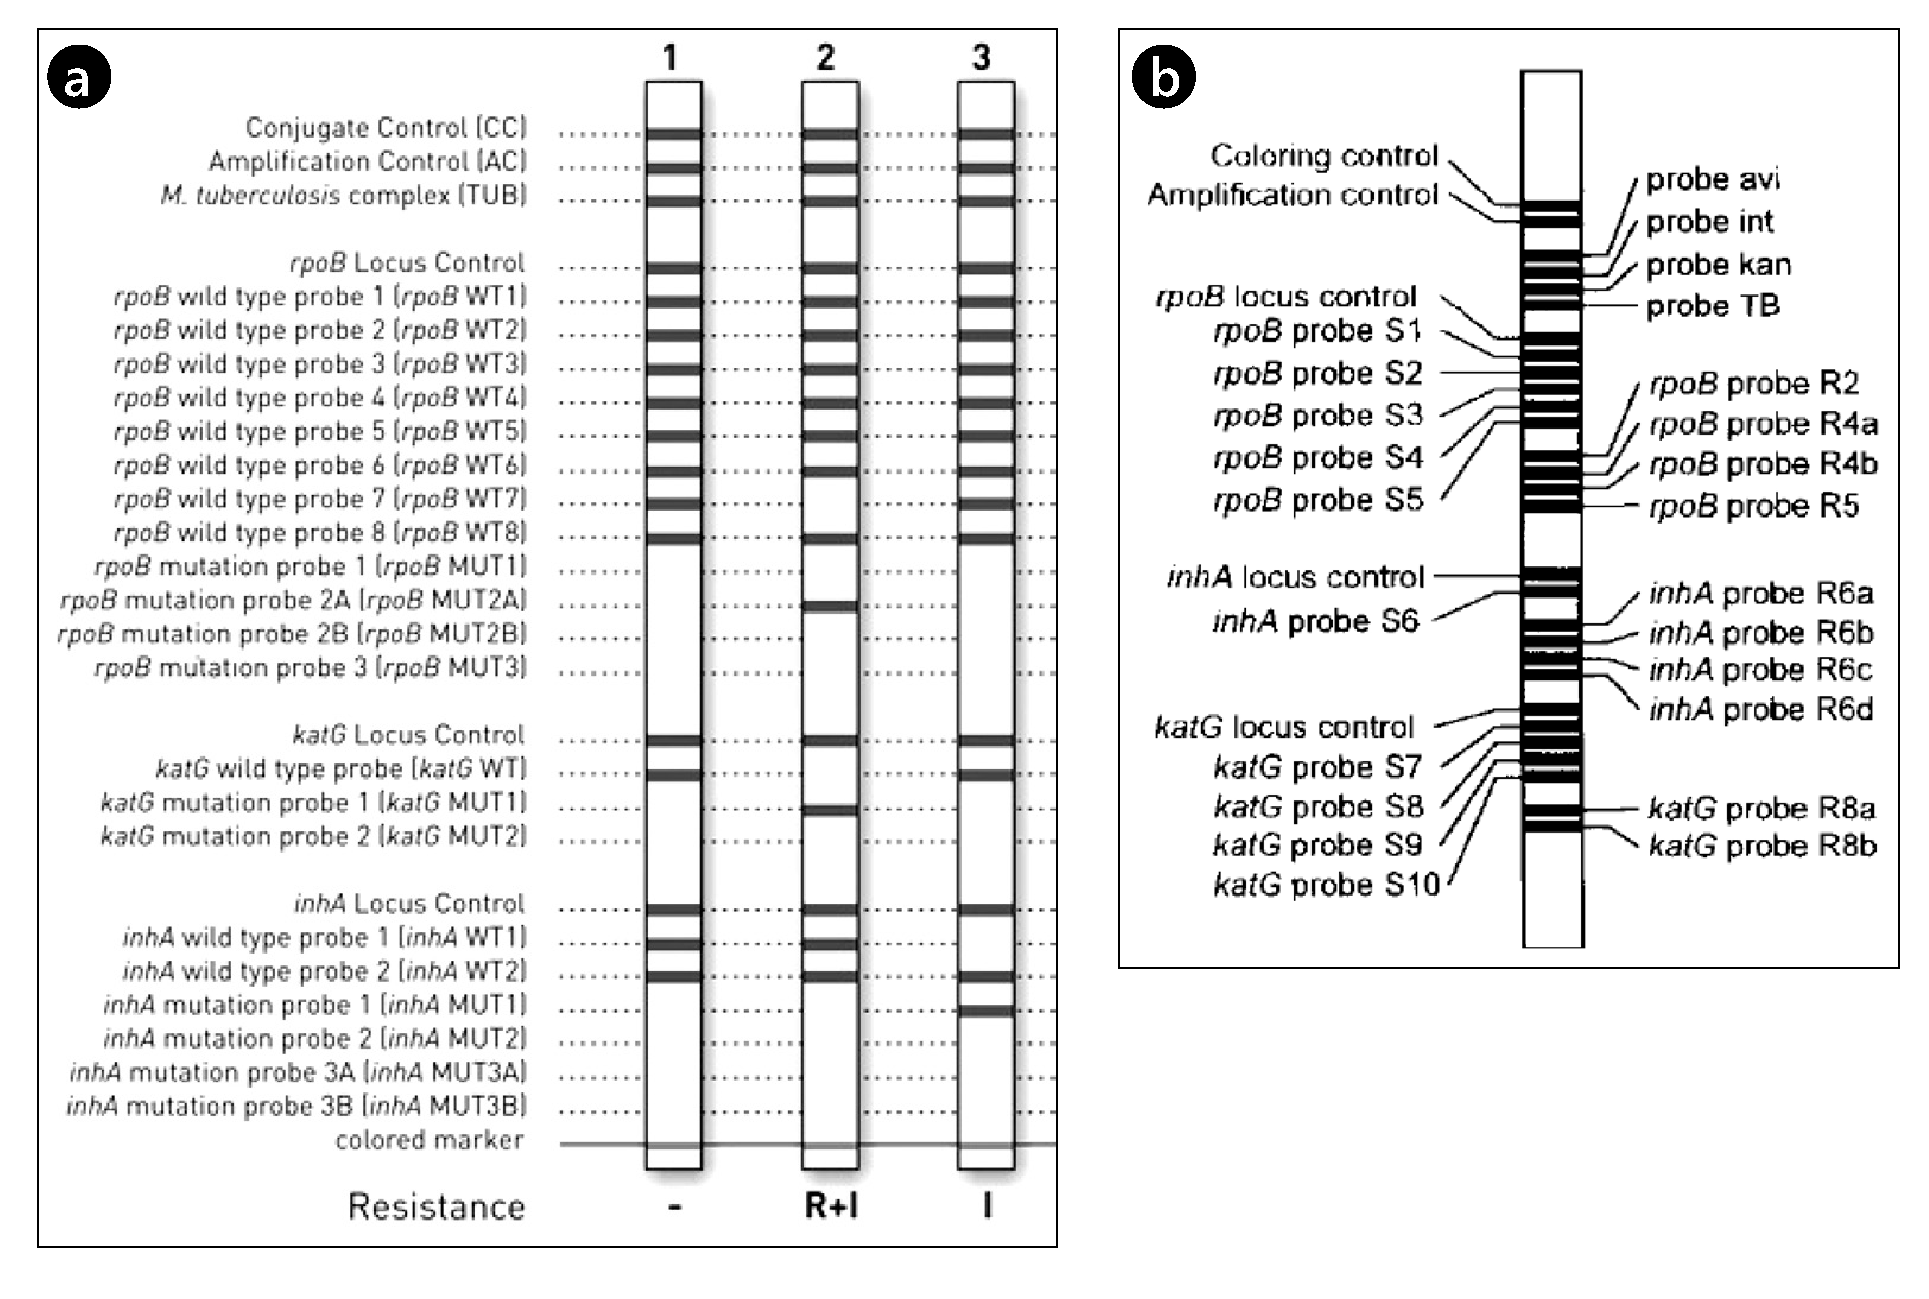 a
1 2 3
Conjugate Control (CC)
Amplification Control (AC)
M. tuberculosis complex (TUB)
rpoB Locus Control
rpoB wild type probe 1 (rpoB WT1)
rpoB wild type probe 2 (rpoB WT2)
rpoB wild type probe 3 (rpoB WT3)
rpoB wild type probe 4 (rpoB WT4)
rpoB wild type probe 5 (rpoB WT5)
rpoB wild type probe 6 (rpoB WT6)
rpoB wild type probe 7 (rpoB WT7)
rpoB wild type probe 8 (rpoB WT8)
rpoB mutation probe 1 (rpoB MUT1)
rpoB mutation probe 2A (rpoB MUT2A)
rpoB mutation probe 2B (rpoB MUT2B)
rpoB mutation probe 3 (rpoB MUT3)
katG Locus Control
katG wild type probe (katG WT)
katG mutation probe 1 (katG MUT1)
katG mutation probe 2 (katG MUT2)
inhA Locus Control
inhA wild type probe 1 (inhA WT1)
inhA wild type probe 2 (inhA WT2)
inhA mutation probe 1 (inhA MUT1)
inhA mutation probe 2 (inhA MUT2)
inhA mutation probe 3A (inhA MUT3A)
inhA mutation probe 3B (inhA MUT3B)
colored marker
Resistance - R+I I
b
Coloring control
Amplification control
rpoB locus control
rpoB probe S1
rpoB probe S2
rpoB probe S3
rpoB probe S4
rpoB probe S5
inhA locus control
inhA probe S6
katG locus control
katG probe S7
katG probe S8
katG probe S9
katG probe S10
probe avi
probe int
probe kan
probe TB
rpoB probe R2
rpoB probe R4a
rpoB probe R4b
rpoB probe R5
inhA probe R6a
inhA probe R6b
inhA probe R6c
inhA probe R6d
katG probe R8a
katG probe R8b